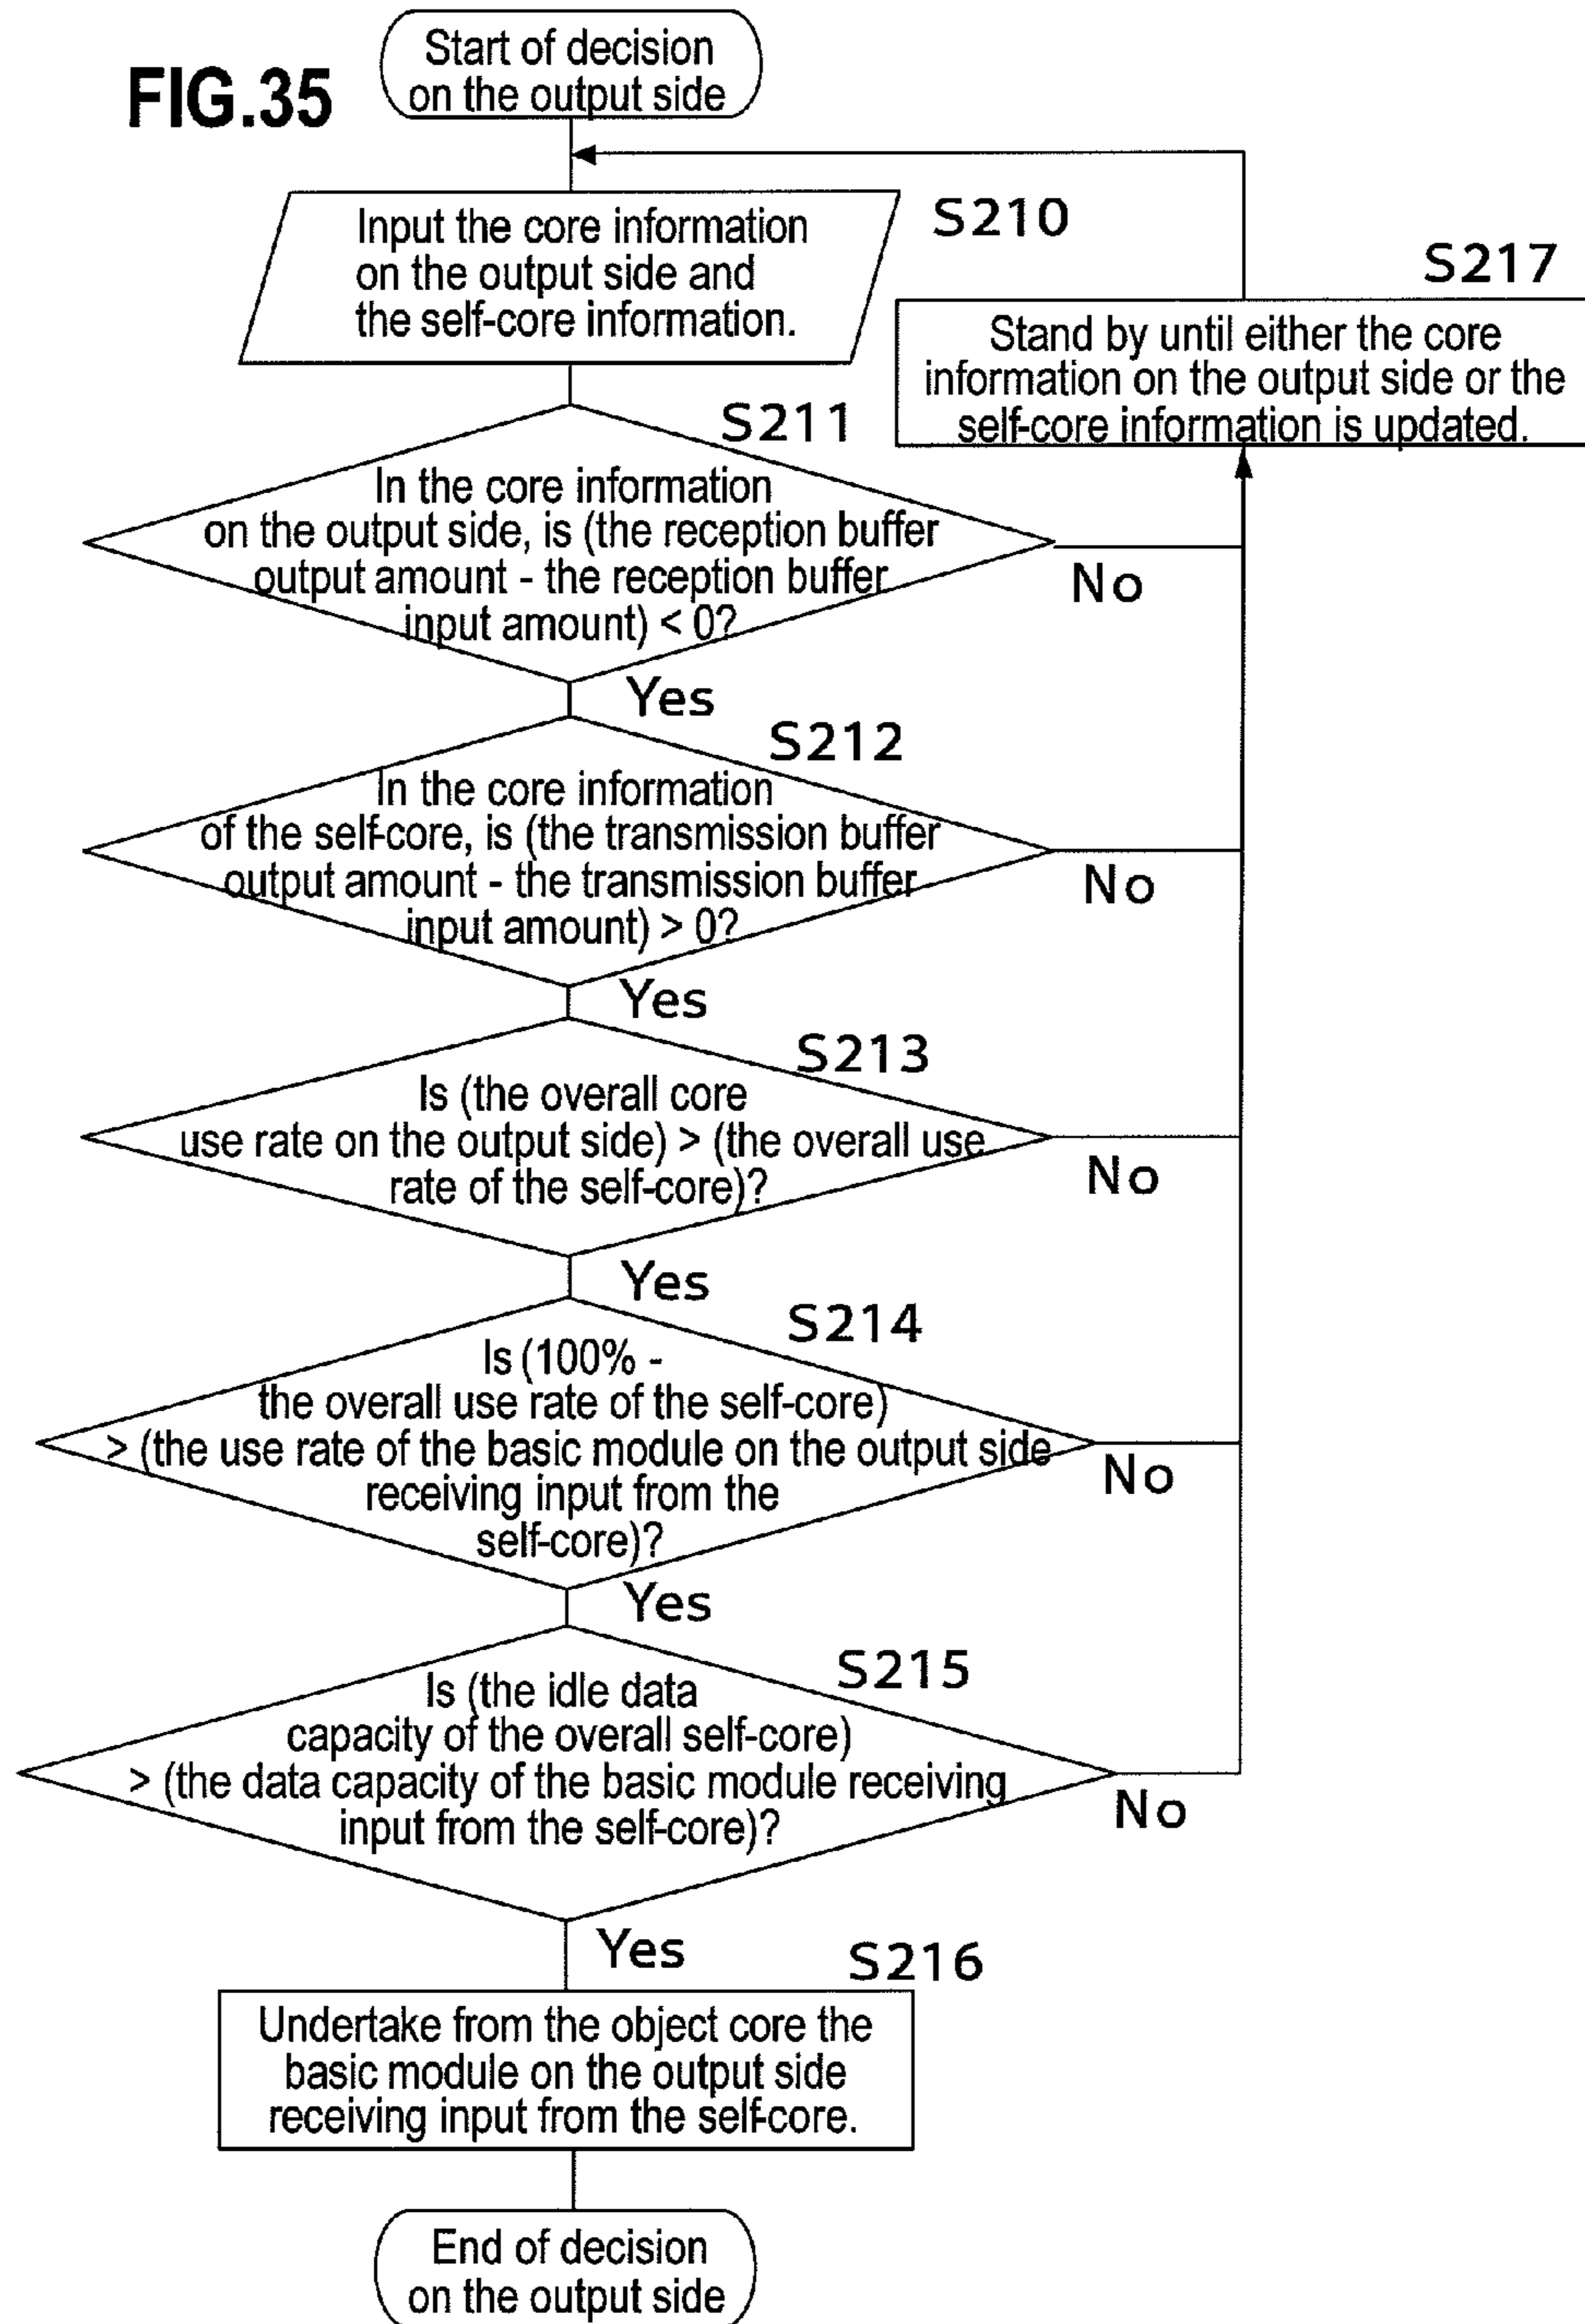 FIG.35
Start of decision
on the output side
Input the core information
on the output side and
the self-core information.
S210
S217
Stand by until either the core
information on the output side or the
self-core information is updated.
S211
In the core information
on the output side, is (the reception buffer
output amount - the reception buffer
input amount) < 0?
No
Yes
S212
In the core information
of the self-core, is (the transmission buffer
output amount - the transmission buffer
input amount) > 0?
No
Yes
S213
Is (the overall core
use rate on the output side) > (the overall use
rate of the self-core)?
No
Yes
S214
Is (100% -
the overall use rate of the self-core)
> (the use rate of the basic module on the output side
receiving input from the
self-core)?
No
Yes
S215
Is (the idle data
capacity of the overall self-core)
> (the data capacity of the basic module receiving
input from the self-core)?
No
Yes
S216
Undertake from the object core the
basic module on the output side
receiving input from the self-core.
End of decision
on the output side